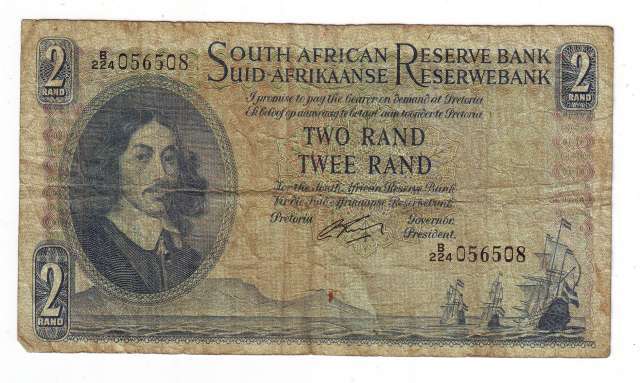 2
RAND
B/224 056508
SOUTH AFRICAN RESERVE BANK
SUID-AFRIKAANSE RESERWEBANK
2
RAND
I promise to pay the bearer on demand at Pretoria
Ek beloof op aanvraag te betaal aan toonder te Pretoria
TWO RAND
TWEE RAND
For the South African Reserve Bank
Vir die Suid-Afrikaanse Reserwebank
Pretoria
Governor.
President.
B/224 056508
2
RAND